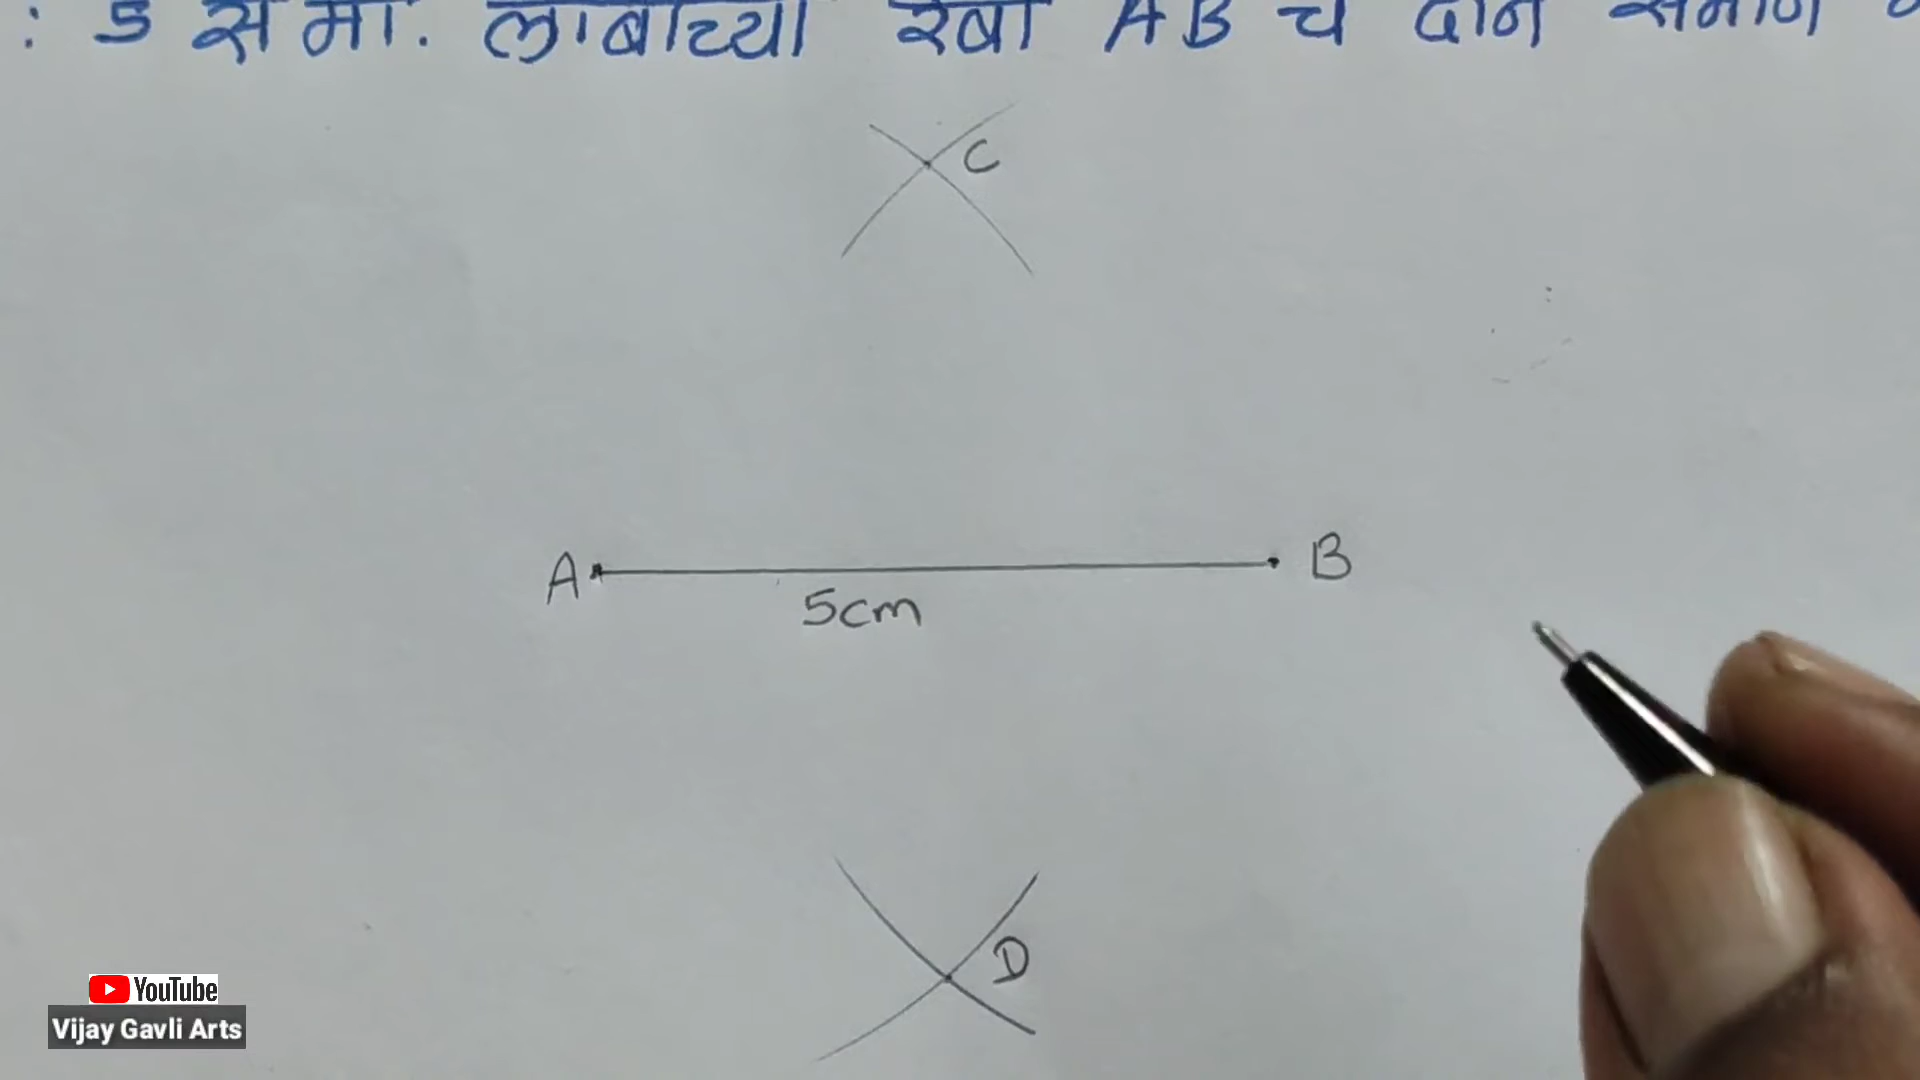 : 5 से मी. लांबीच्या रेषा AB चे दोन समान
C
A B
5cm
D
YouTube
Vijay Gavli Arts